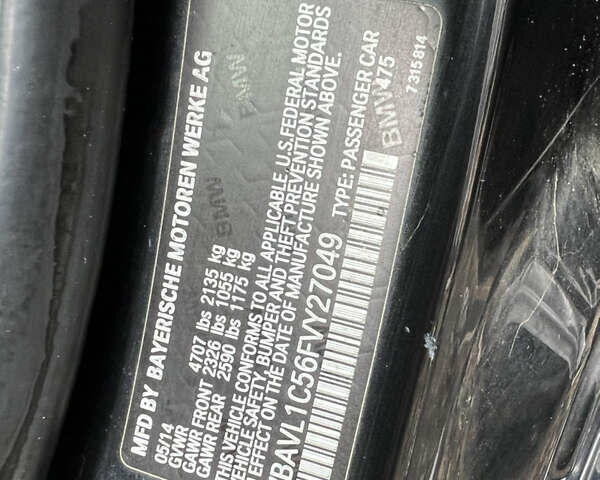 MFD BY BAYERISCHE MOTOREN WERKE AG
05/14
GVWR 4707 lbs 2135 kg
GAWR FRONT 2326 lbs 1055 kg
GAWR REAR 2590 lbs 1175 kg
THIS VEHICLE CONFORMS TO ALL APPLICABLE U.S. FEDERAL MOTOR
VEHICLE SAFETY, BUMPER AND THEFT PREVENTION STANDARDS
EFFECT ON THE DATE OF MANUFACTURE SHOWN ABOVE.
BAVL1C56FVY27049 TYPE: PASSENGER CAR
475
7 315 814
BMW
BMW
BMW